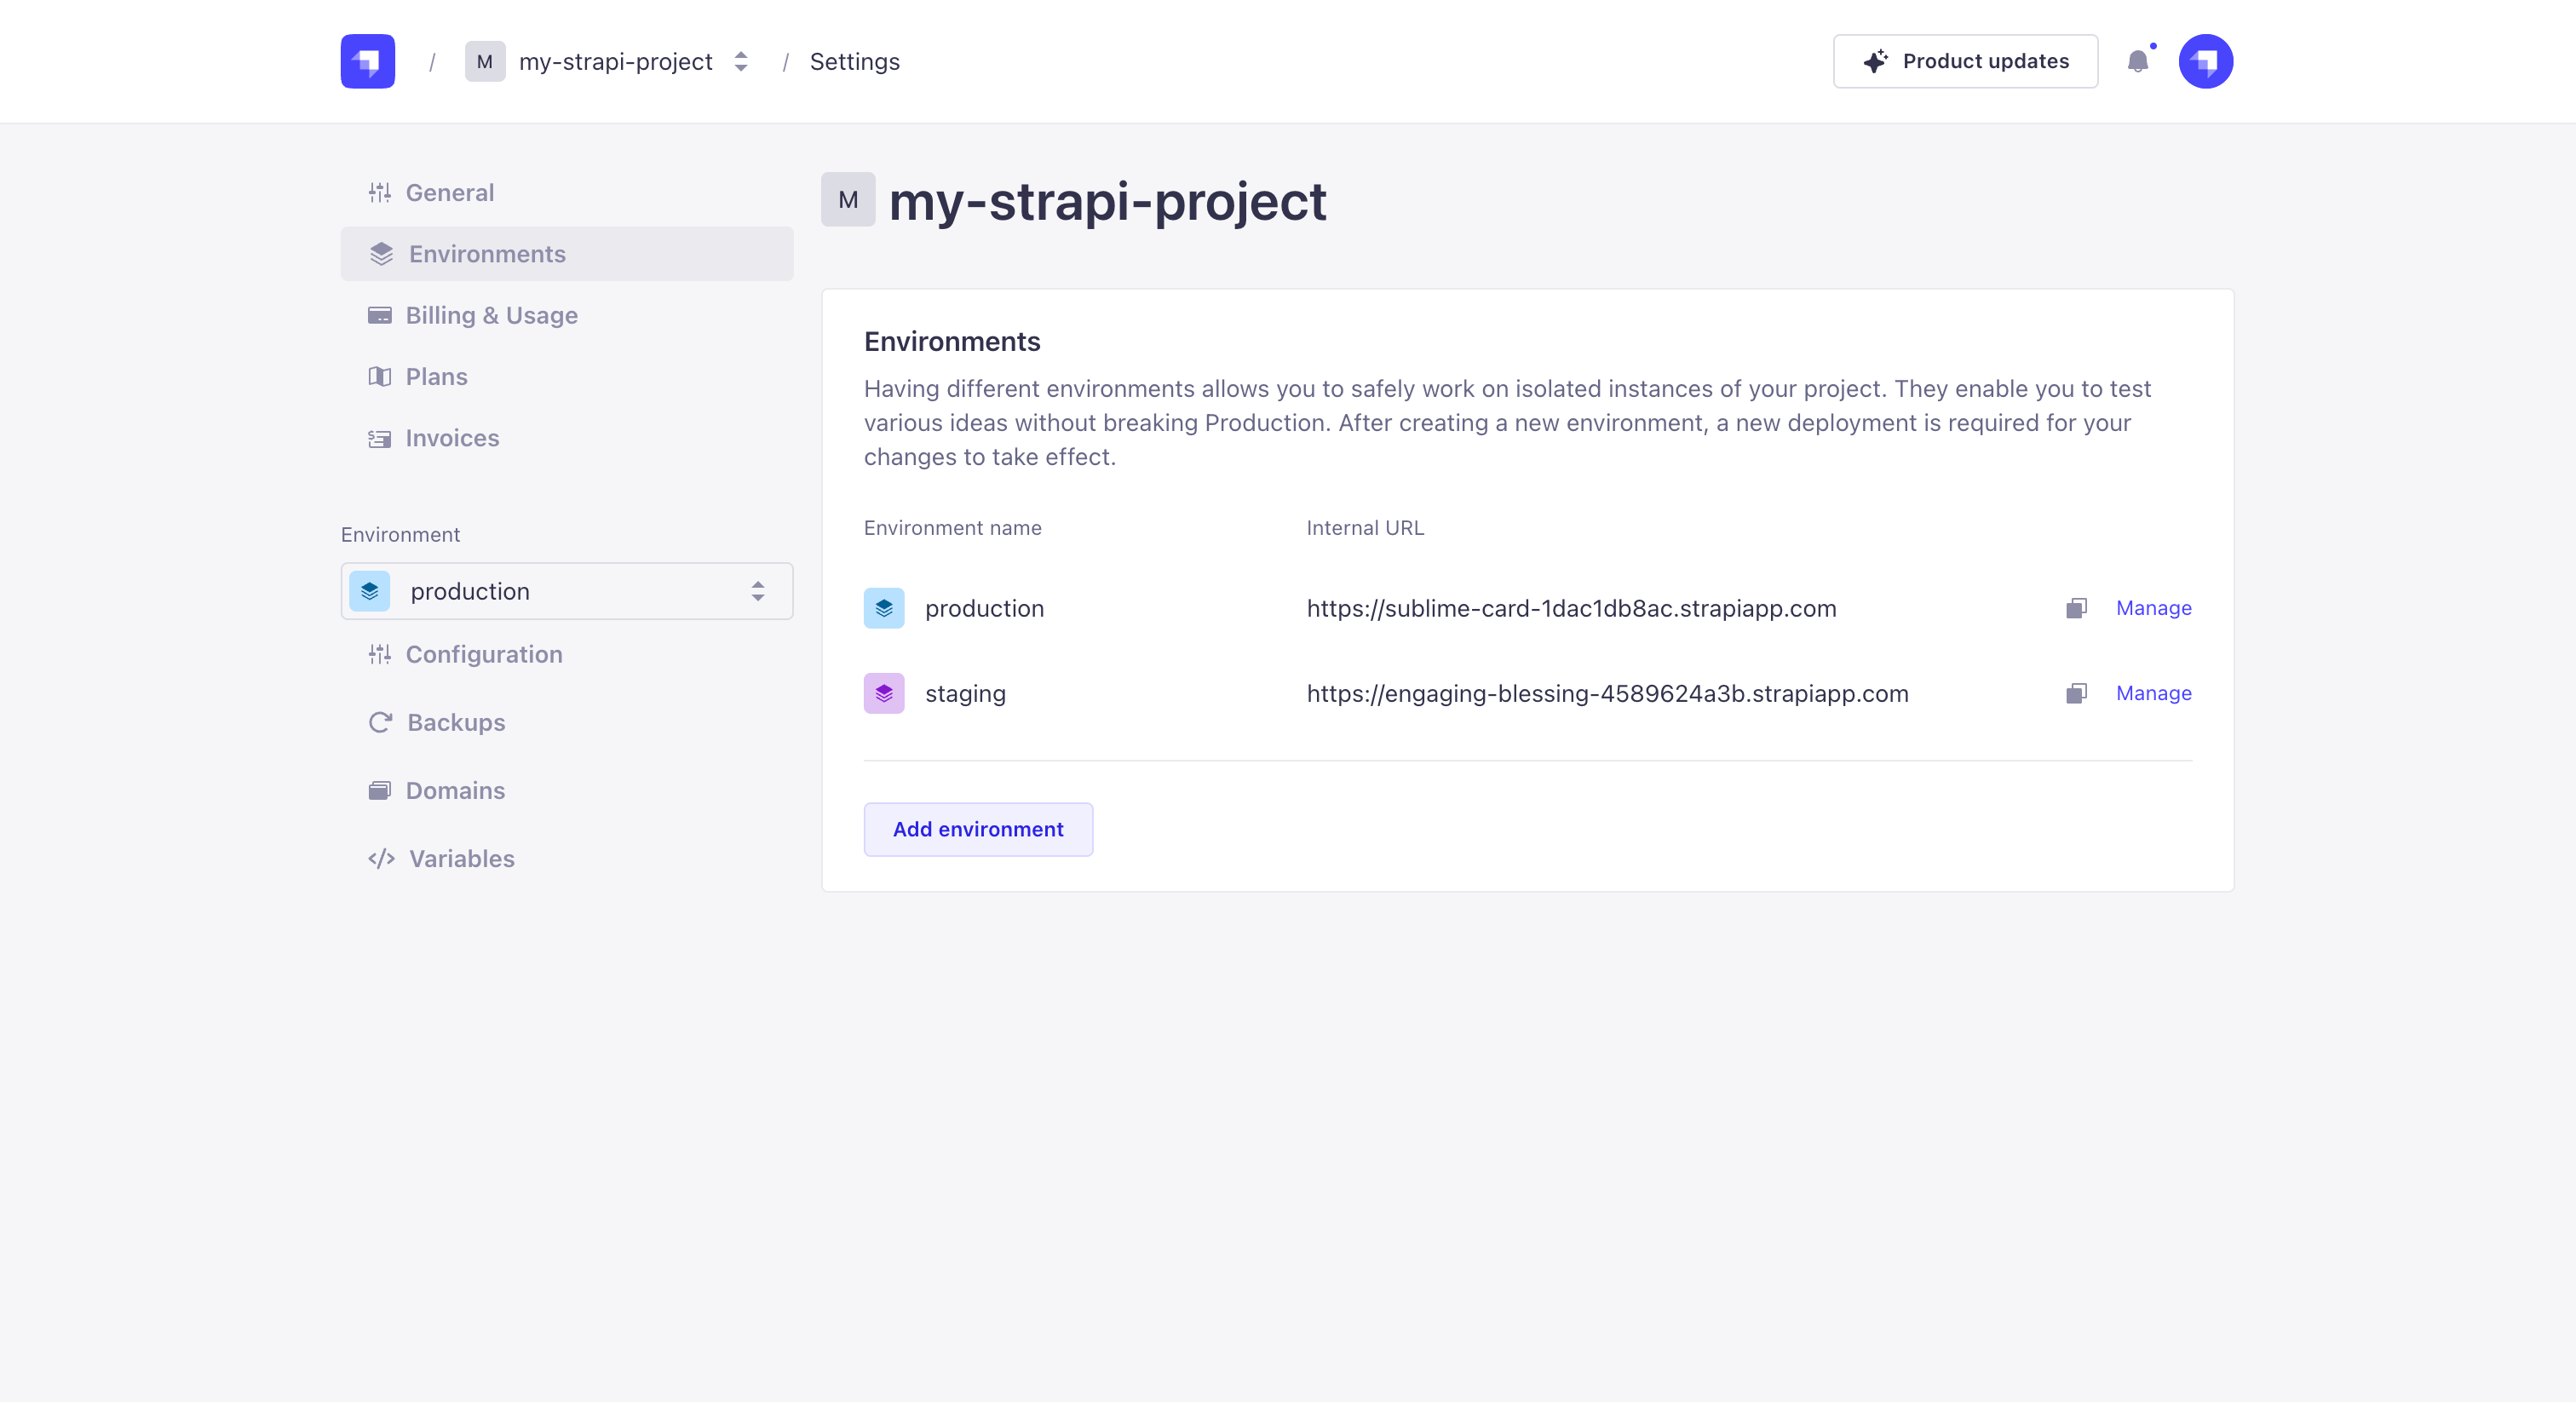 / M my-strapi-project / Settings
Product updates
General
Environments
Billing & Usage
Plans
Invoices
Environment
production
Configuration
Backups
Domains
Variables
M my-strapi-project
Environments
Having different environments allows you to safely work on isolated instances of your project. They enable you to test
various ideas without breaking Production. After creating a new environment, a new deployment is required for your
changes to take effect.
Environment name Internal URL
production https://sublime-card-1dac1db8ac.strapiapp.com Manage
staging https://engaging-blessing-4589624a3b.strapiapp.com Manage
Add environment